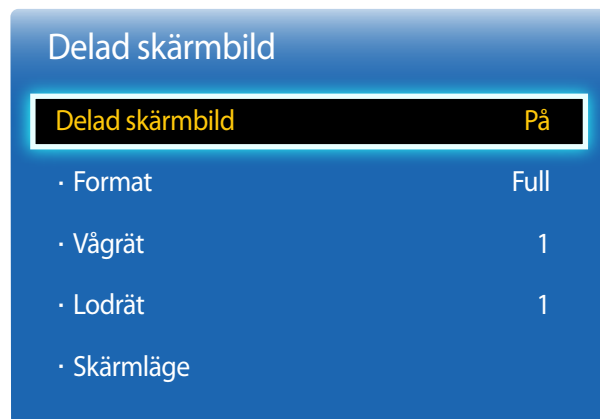 Delad skärmbild
Delad skärmbild På
· Format Full
· Vågrät 1
· Lodrät 1
· Skärmläge